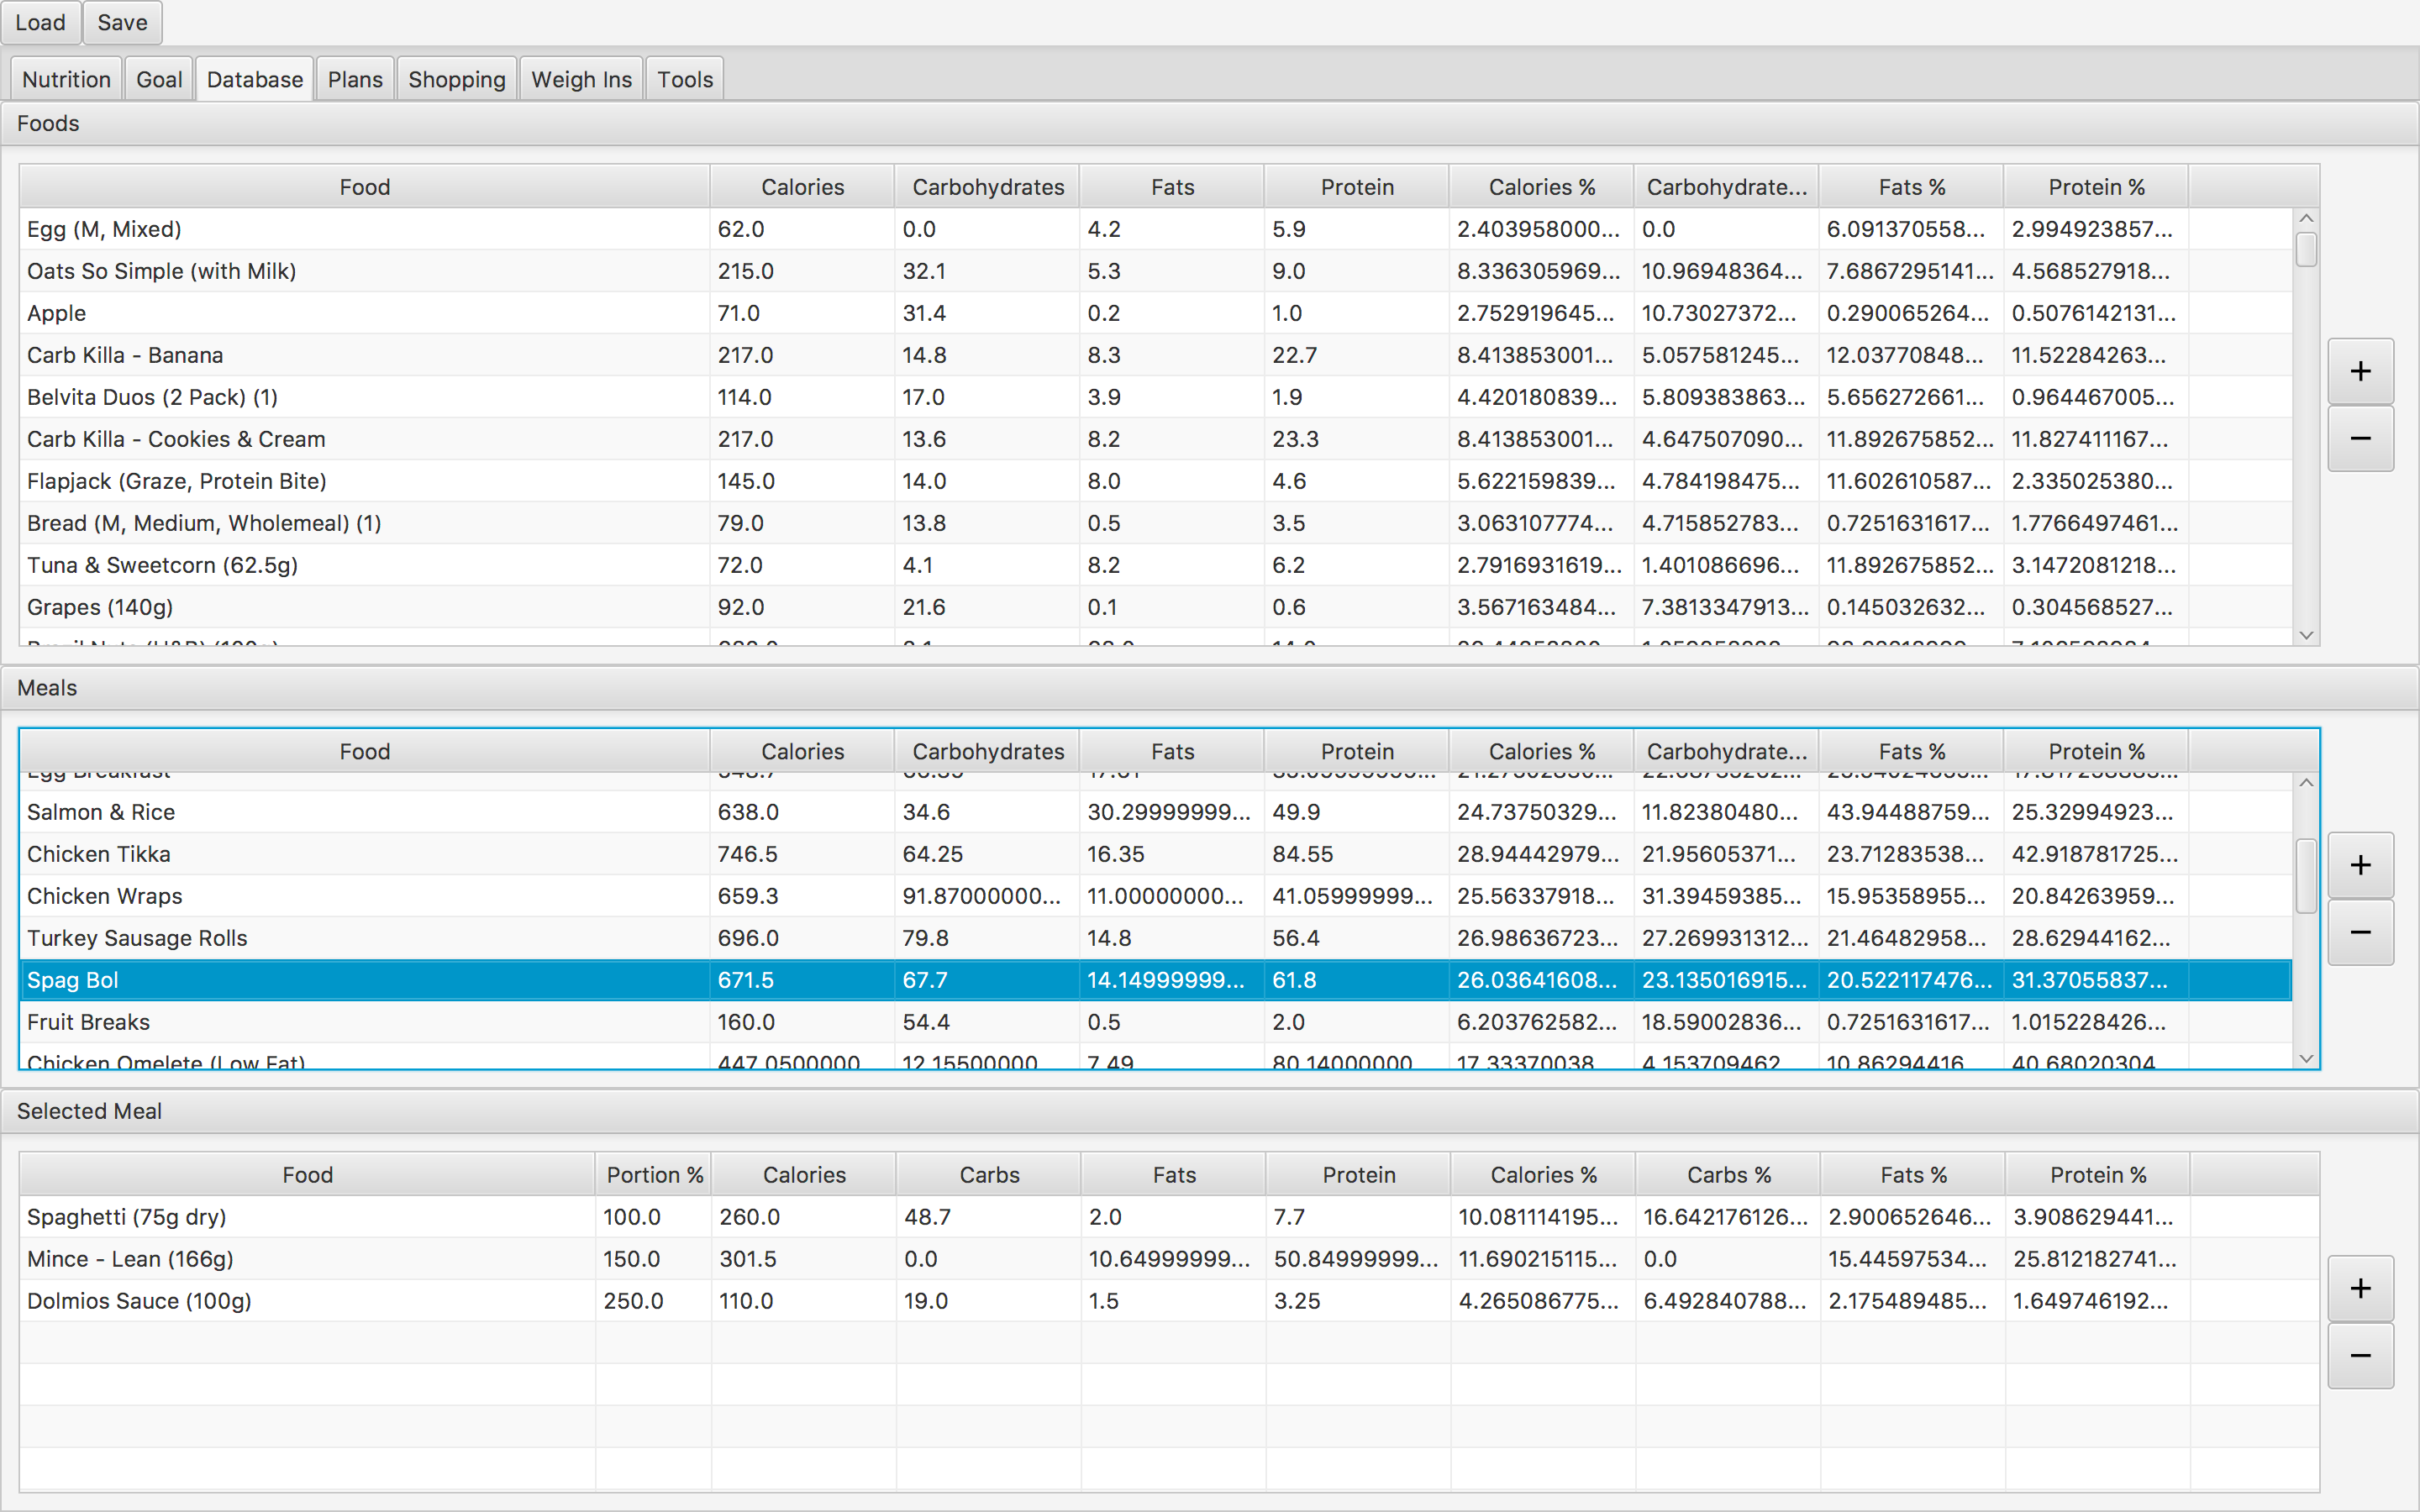 Load Save
Nutrition Goal Database Plans Shopping Weigh Ins Tools
Foods
Food Calories Carbohydrates Fats Protein Calories % Carbohydrate... Fats % Protein %
Egg (M, Mixed) 62.0 0.0 4.2 5.9 2.403958000... 0.0 6.091370558... 2.994923857...
Oats So Simple (with Milk) 215.0 32.1 5.3 9.0 8.336305969... 10.96948364... 7.6867295141... 4.568527918...
Apple 71.0 31.4 0.2 1.0 2.752919645... 10.73027372... 0.290065264... 0.5076142131...
Carb Killa - Banana 217.0 14.8 8.3 22.7 8.413853001... 5.057581245... 12.03770848... 11.52284263...
Belvita Duos (2 Pack) (1) 114.0 17.0 3.9 1.9 4.420180839... 5.809383863... 5.656272661... 0.964467005...
Carb Killa - Cookies & Cream 217.0 13.6 8.2 23.3 8.413853001... 4.647507090... 11.892675852... 11.827411167...
Flapjack (Graze, Protein Bite) 145.0 14.0 8.0 4.6 5.622159839... 4.784198475... 11.602610587... 2.335025380...
Bread (M, Medium, Wholemeal) (1) 79.0 13.8 0.5 3.5 3.063107774... 4.715852783... 0.7251631617... 1.7766497461...
Tuna & Sweetcorn (62.5g) 72.0 4.1 8.2 6.2 2.7916931619... 1.401086696... 11.892675852... 3.1472081218...
Grapes (140g) 92.0 21.6 0.1 0.6 3.567163484... 7.3813347913... 0.145032632... 0.304568527...
+
−
Meals
Food Calories Carbohydrates Fats Protein Calories % Carbohydrate... Fats % Protein %
Egg Breakfast
Salmon & Rice 638.0 34.6 30.29999999... 49.9 24.73750329... 11.82380480... 43.94488759... 25.32994923...
Chicken Tikka 746.5 64.25 16.35 84.55 28.94442979... 21.95605371... 23.71283538... 42.918781725...
Chicken Wraps 659.3 91.87000000... 11.00000000... 41.05999999... 25.56337918... 31.39459385... 15.95358955... 20.84263959...
Turkey Sausage Rolls 696.0 79.8 14.8 56.4 26.98636723... 27.269931312... 21.46482958... 28.62944162...
Spag Bol 671.5 67.7 14.14999999... 61.8 26.03641608... 23.135016915... 20.522117476... 31.37055837...
Fruit Breaks 160.0 54.4 0.5 2.0 6.203762582... 18.59002836... 0.7251631617... 1.015228426...
Chicken Omelete (Low Fat) 447.0500000 12.15500000 7.49 80.14000000 17.33370038 4.153709462 10.86294416 40.68020304
+
−
Selected Meal
Food Portion % Calories Carbs Fats Protein Calories % Carbs % Fats % Protein %
Spaghetti (75g dry) 100.0 260.0 48.7 2.0 7.7 10.081114195... 16.642176126... 2.900652646... 3.908629441...
Mince - Lean (166g) 150.0 301.5 0.0 10.64999999... 50.84999999... 11.690215115... 0.0 15.44597534... 25.812182741...
Dolmios Sauce (100g) 250.0 110.0 19.0 1.5 3.25 4.265086775... 6.492840788... 2.175489485... 1.649746192...
+
−